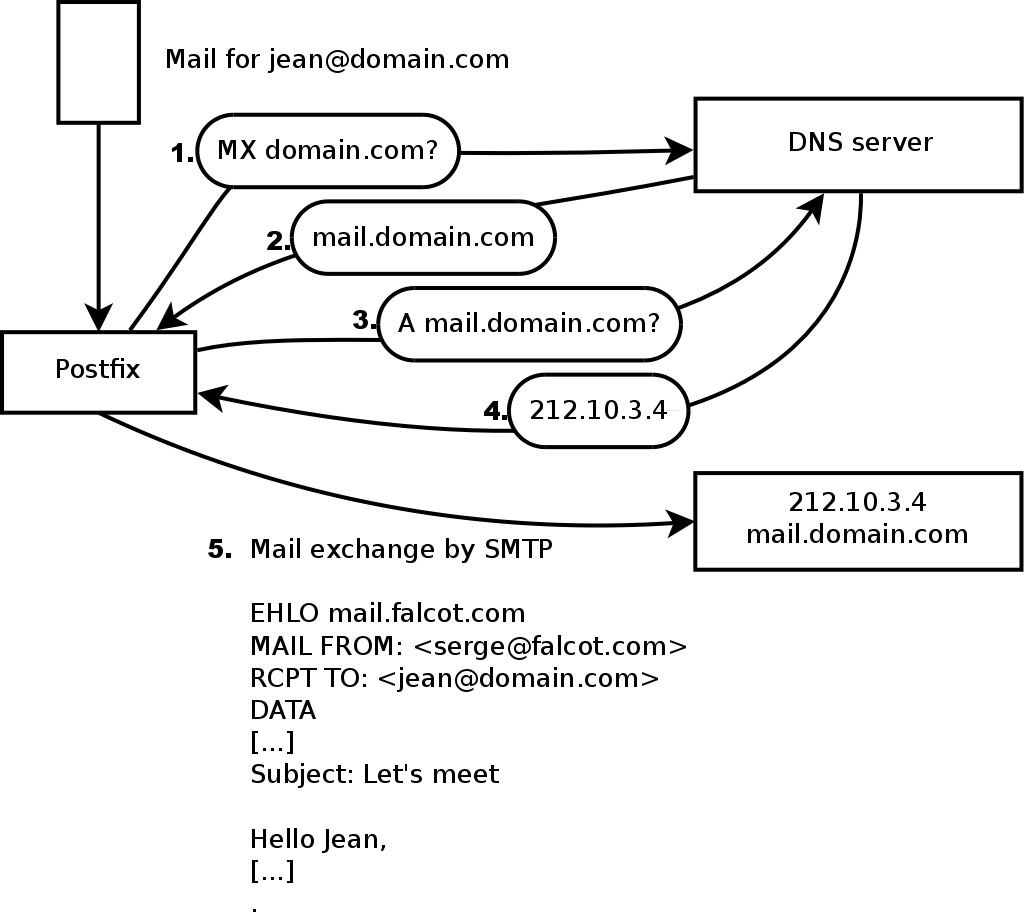 Mail for jean@domain.com
1. MX domain.com?
DNS server
2. mail.domain.com
3. A mail.domain.com?
Postfix
4. 212.10.3.4
212.10.3.4
mail.domain.com
5. Mail exchange by SMTP
EHLO mail.falcot.com
MAIL FROM: <serge@falcot.com>
RCPT TO: <jean@domain.com>
DATA
[...]
Subject: Let's meet
Hello Jean,
[...]
.